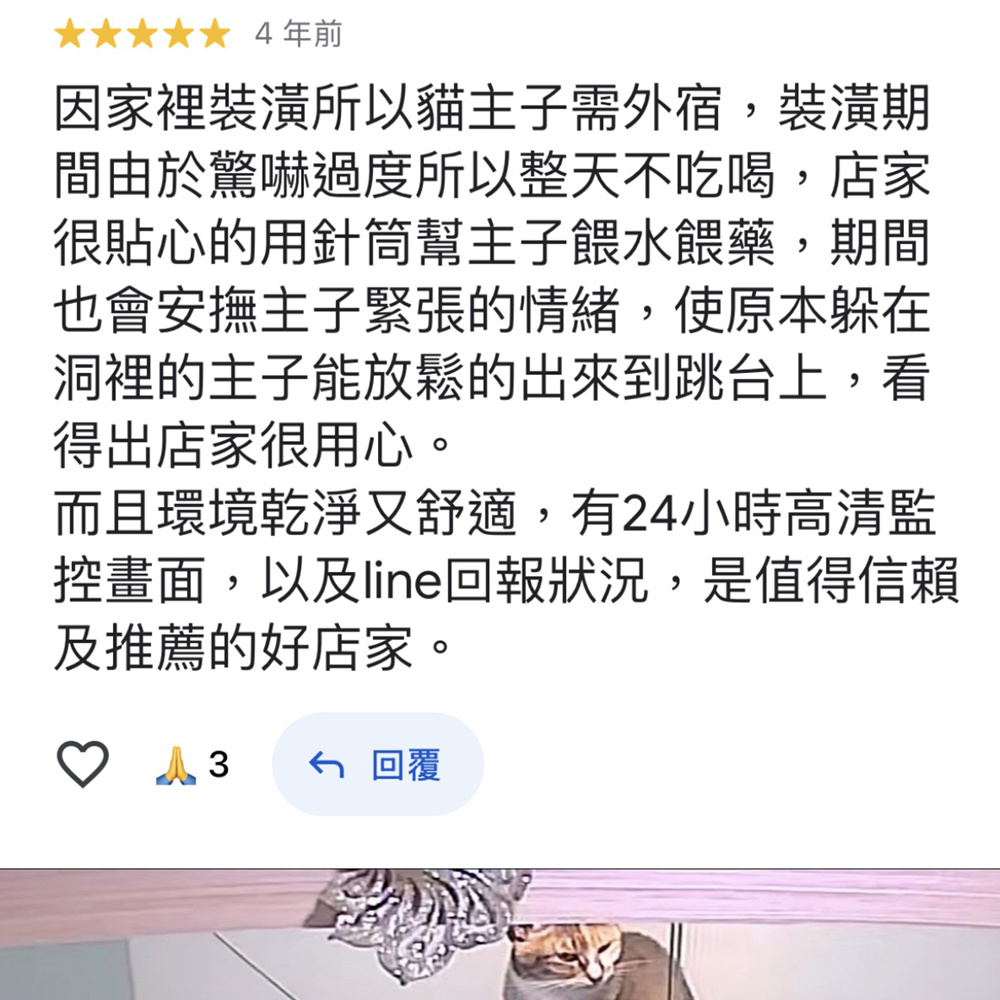 4 年前
因家裡裝潢所以貓主子需外宿，裝潢期
間由於驚嚇過度所以整天不吃喝，店家
很貼心的用針筒幫主子餵水餵藥，期間
也會安撫主子緊張的情緒，使原本躲在
洞裡的主子能放鬆的出來到跳台上，看
得出店家很用心。
而且環境乾淨又舒適，有24小時高清監
控畫面，以及line回報狀況，是值得信賴
及推薦的好店家。
3
回覆